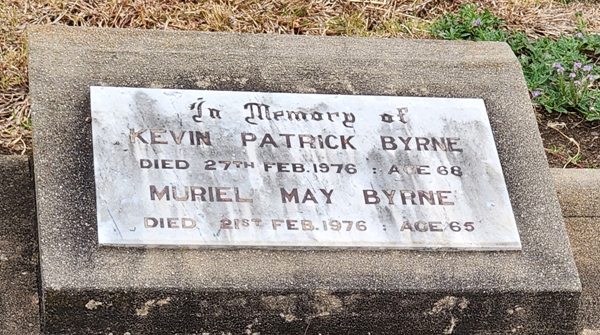 In Memory of
KEVIN PATRICK BYRNE
DIED 27TH FEB. 1976 : AGE 68
MURIEL MAY BYRNE
DIED 21ST FEB. 1976 : AGE 65